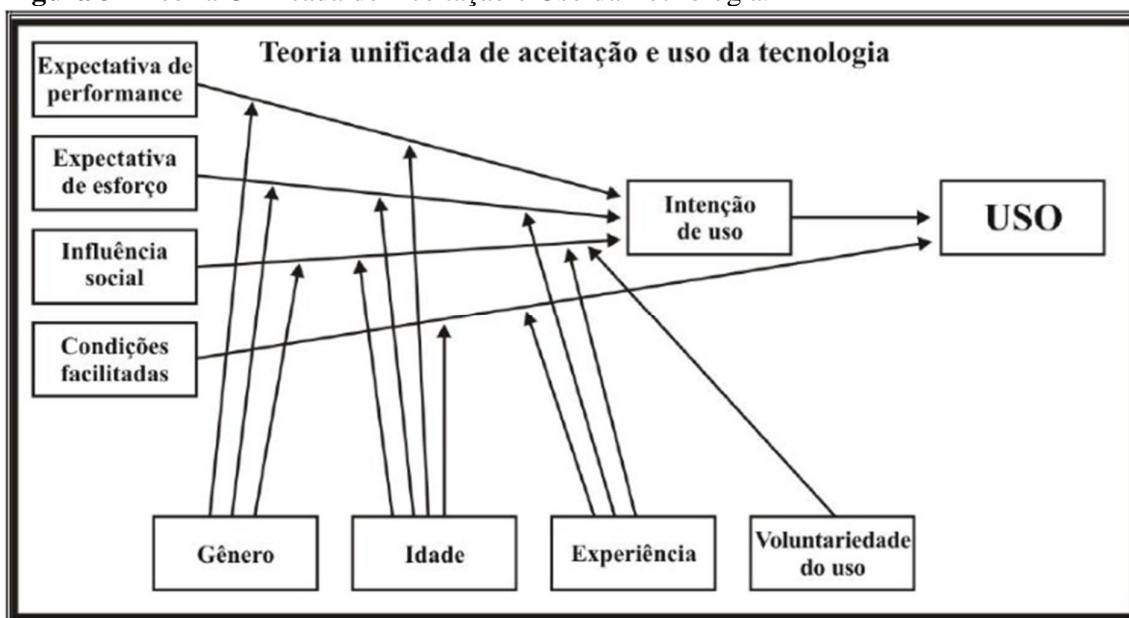 Teoria unificada de aceitação e uso da tecnologia
Expectativa de
performance
Expectativa
de esforço
Influência
social
Condições
facilitadas
Intenção
de uso
USO
Gênero
Idade
Experiência
Voluntariedade
do uso